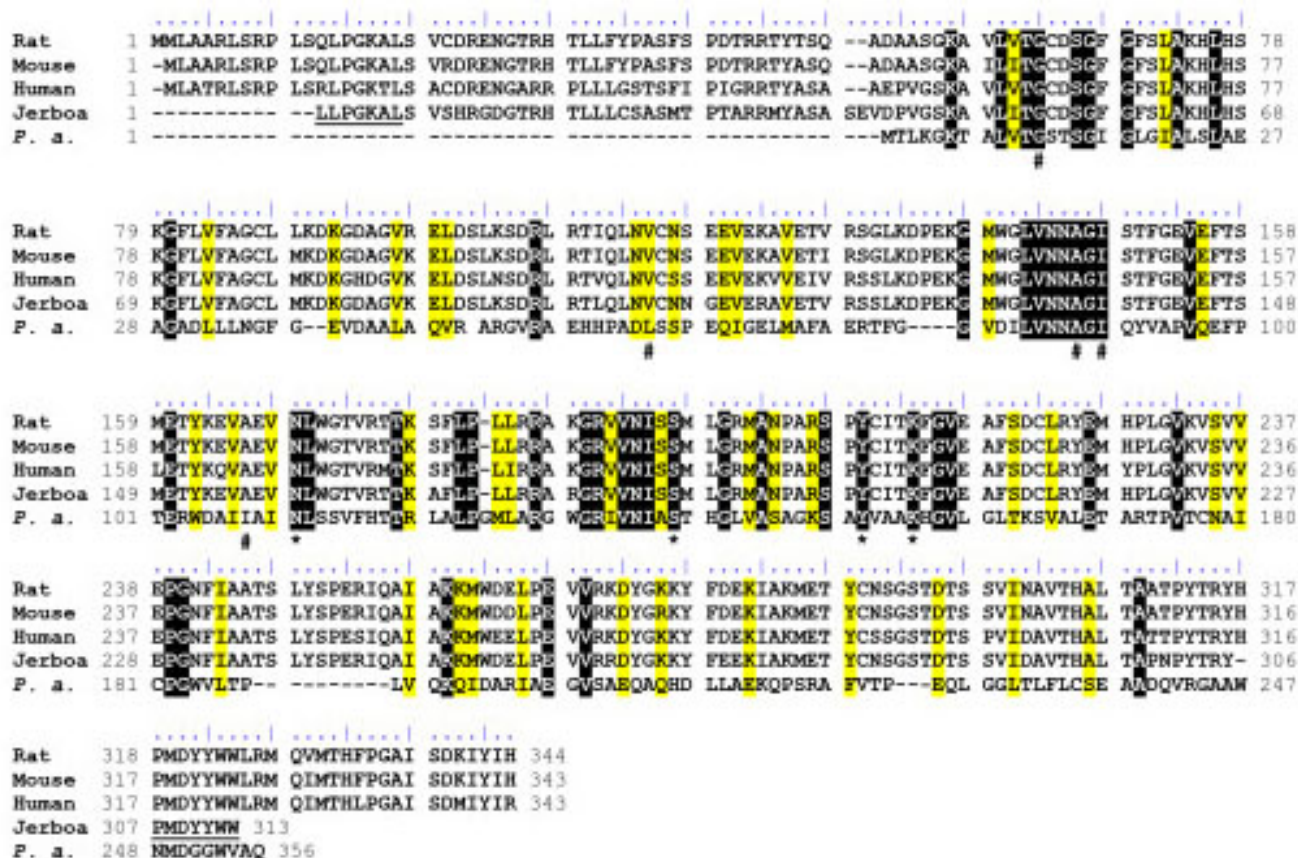 Rat 1 MMLAARLSRP LSQLPGKALS VCDRENGTRH TLLFYPASFS PDTRRTYTSQ --ADAASGKA VLVTGCDSGF GFSLAKHLHS 78
Mouse 1 -MLAARLSRP LSQLPGKALS VRDRENGTRH TLLFYPASFS PDTRRTYASQ --ADAASGKA ILITGCDSGF GFSLAKHLHS 77
Human 1 -MLATRLSRP LSRLPGKTLS ACDRENGARR PLLLGSTSFI PIGRRTYASA --AEPVGSKA VLVTGCDSGF GFSLAKHLHS 77
Jerboa 1 ---------- ---LLPGKALS VSHRGDGTRH TLLLCSASMT PTARRMYASA SEVDPVGSKA VLVTGCDSGF GFSLAKHLHS 68
P. a. 1 ---------- ---------- ---------- ---------- ---------- ---MTLKGKT ALVTGSTSGI GLGIALSLAE 27
#
Rat 79 KGFLVFAGCL LKDKGDAGVR ELDSLKSDRL RTIQLNVCNS EEVEKAVETV RSGLKDPEKG MWGLVNNAGI STFGEVEFTS 158
Mouse 78 KGFLVFAGCL MKDKGDAGVK ELDSLKSDRL RTIQLNVCNS EEVEKAVETI RSGLKDPEKG MWGLVNNAGI STFGEVEFTS 157
Human 78 KGFLVFAGCL MKDKGHDGVK ELDSLNSDRL RTVQLNVCSS EEVEKVVEIV RSSLKDPEKG MWGLVNNAGI STFGEVEFTS 157
Jerboa 69 KGFLVFAGCL MKDKGDAGVK ELDSLKSDRL RTLQLNVCNN GEVERAVETV RSSLKDPEKG MWGLVNNAGI STFGEVEFTS 148
P. a. 28 AGADLLLNGF G--EVDAALA QVR ARGVRA EHHPADLSSP EQIGELMAFA ERTFG----G VDILVNNAGI QYVAPVQEFP 100
# # #
Rat 159 METYKEVAEV NLWGTVRTTK SFLP-LLRRA KGRVVNISSM LGRMANPARS PYCITKFGVE AFSDCLRYEM HPLGVKVSVV 237
Mouse 158 METYKEVAEV NLWGTVRTTK SFLP-LLRRA KGRVVNISSM LGRMANPARS PYCITKFGVE AFSDCLRYEM HPLGVKVSVV 236
Human 158 LETYKQVAEV NLWGTVRMTK SFLP-LIRRA KGRVVNISSM LGRMANPARS PYCITKFGVE AFSDCLRYEM YPLGVKVSVV 236
Jerboa 149 METYKEVAEV NLWGTVRTTK AFLP-LLRRA RGRVVNISSM LGRMANPARS PYCITKFGVE AFSDCLRYEM HPLGVKVSVV 227
P. a. 101 TERWDAIIAI NLSSVFHTTR LALPGMLARG WGRIVNIAST HGLVASAGKS AYVAAKHGVL GLTKSVALET ARTPVTCNAI 180
# * * * *
Rat 238 EPGNFIAATS LYSPERIQAI AKKMWDELPE VVRKDYGKKY FDEKIAKMET YCNSGSTDTS SVINAVTHAL TAATPYTRYH 317
Mouse 237 EPGNFIAATS LYSPERIQAI AKKMWDDLPE VVRKDYGRKY FDEKIAKMET YCNSGSTDTS SVINAVTHAL TAATPYTRYH 316
Human 237 EPGNFIAATS LYSPESIQAI AKKMWEELPE VVRKDYGKKY FDEKIAKMET YCSSGSTDTS PVIDAVTHAL TATTPYTRYH 316
Jerboa 228 EPGNFIAATS LYSPERIQAI AKKMWDELPE VVRRDYGKKY FEEKIAKMET YCNSGSTDTS SVIDAVTHAL TAPNPYTRY- 306
P. a. 181 CPGWVLTP-- --------LV QKQIDARIAE GVSAEQAQHD LLAEKQPSRA FVTP---EQL GGLTLFLCSE AADQVRGAAW 247
Rat 318 PMDYYWWLRM QVMTHFPGAI SDKIYIH 344
Mouse 317 PMDYYWWLRM QIMTHFPGAI SDKIYIH 343
Human 317 PMDYYWWLRM QIMTHLPGAI SDMIYIR 343
Jerboa 307 PMDYYWW 313
P. a. 248 NMDGGWVAQ 356